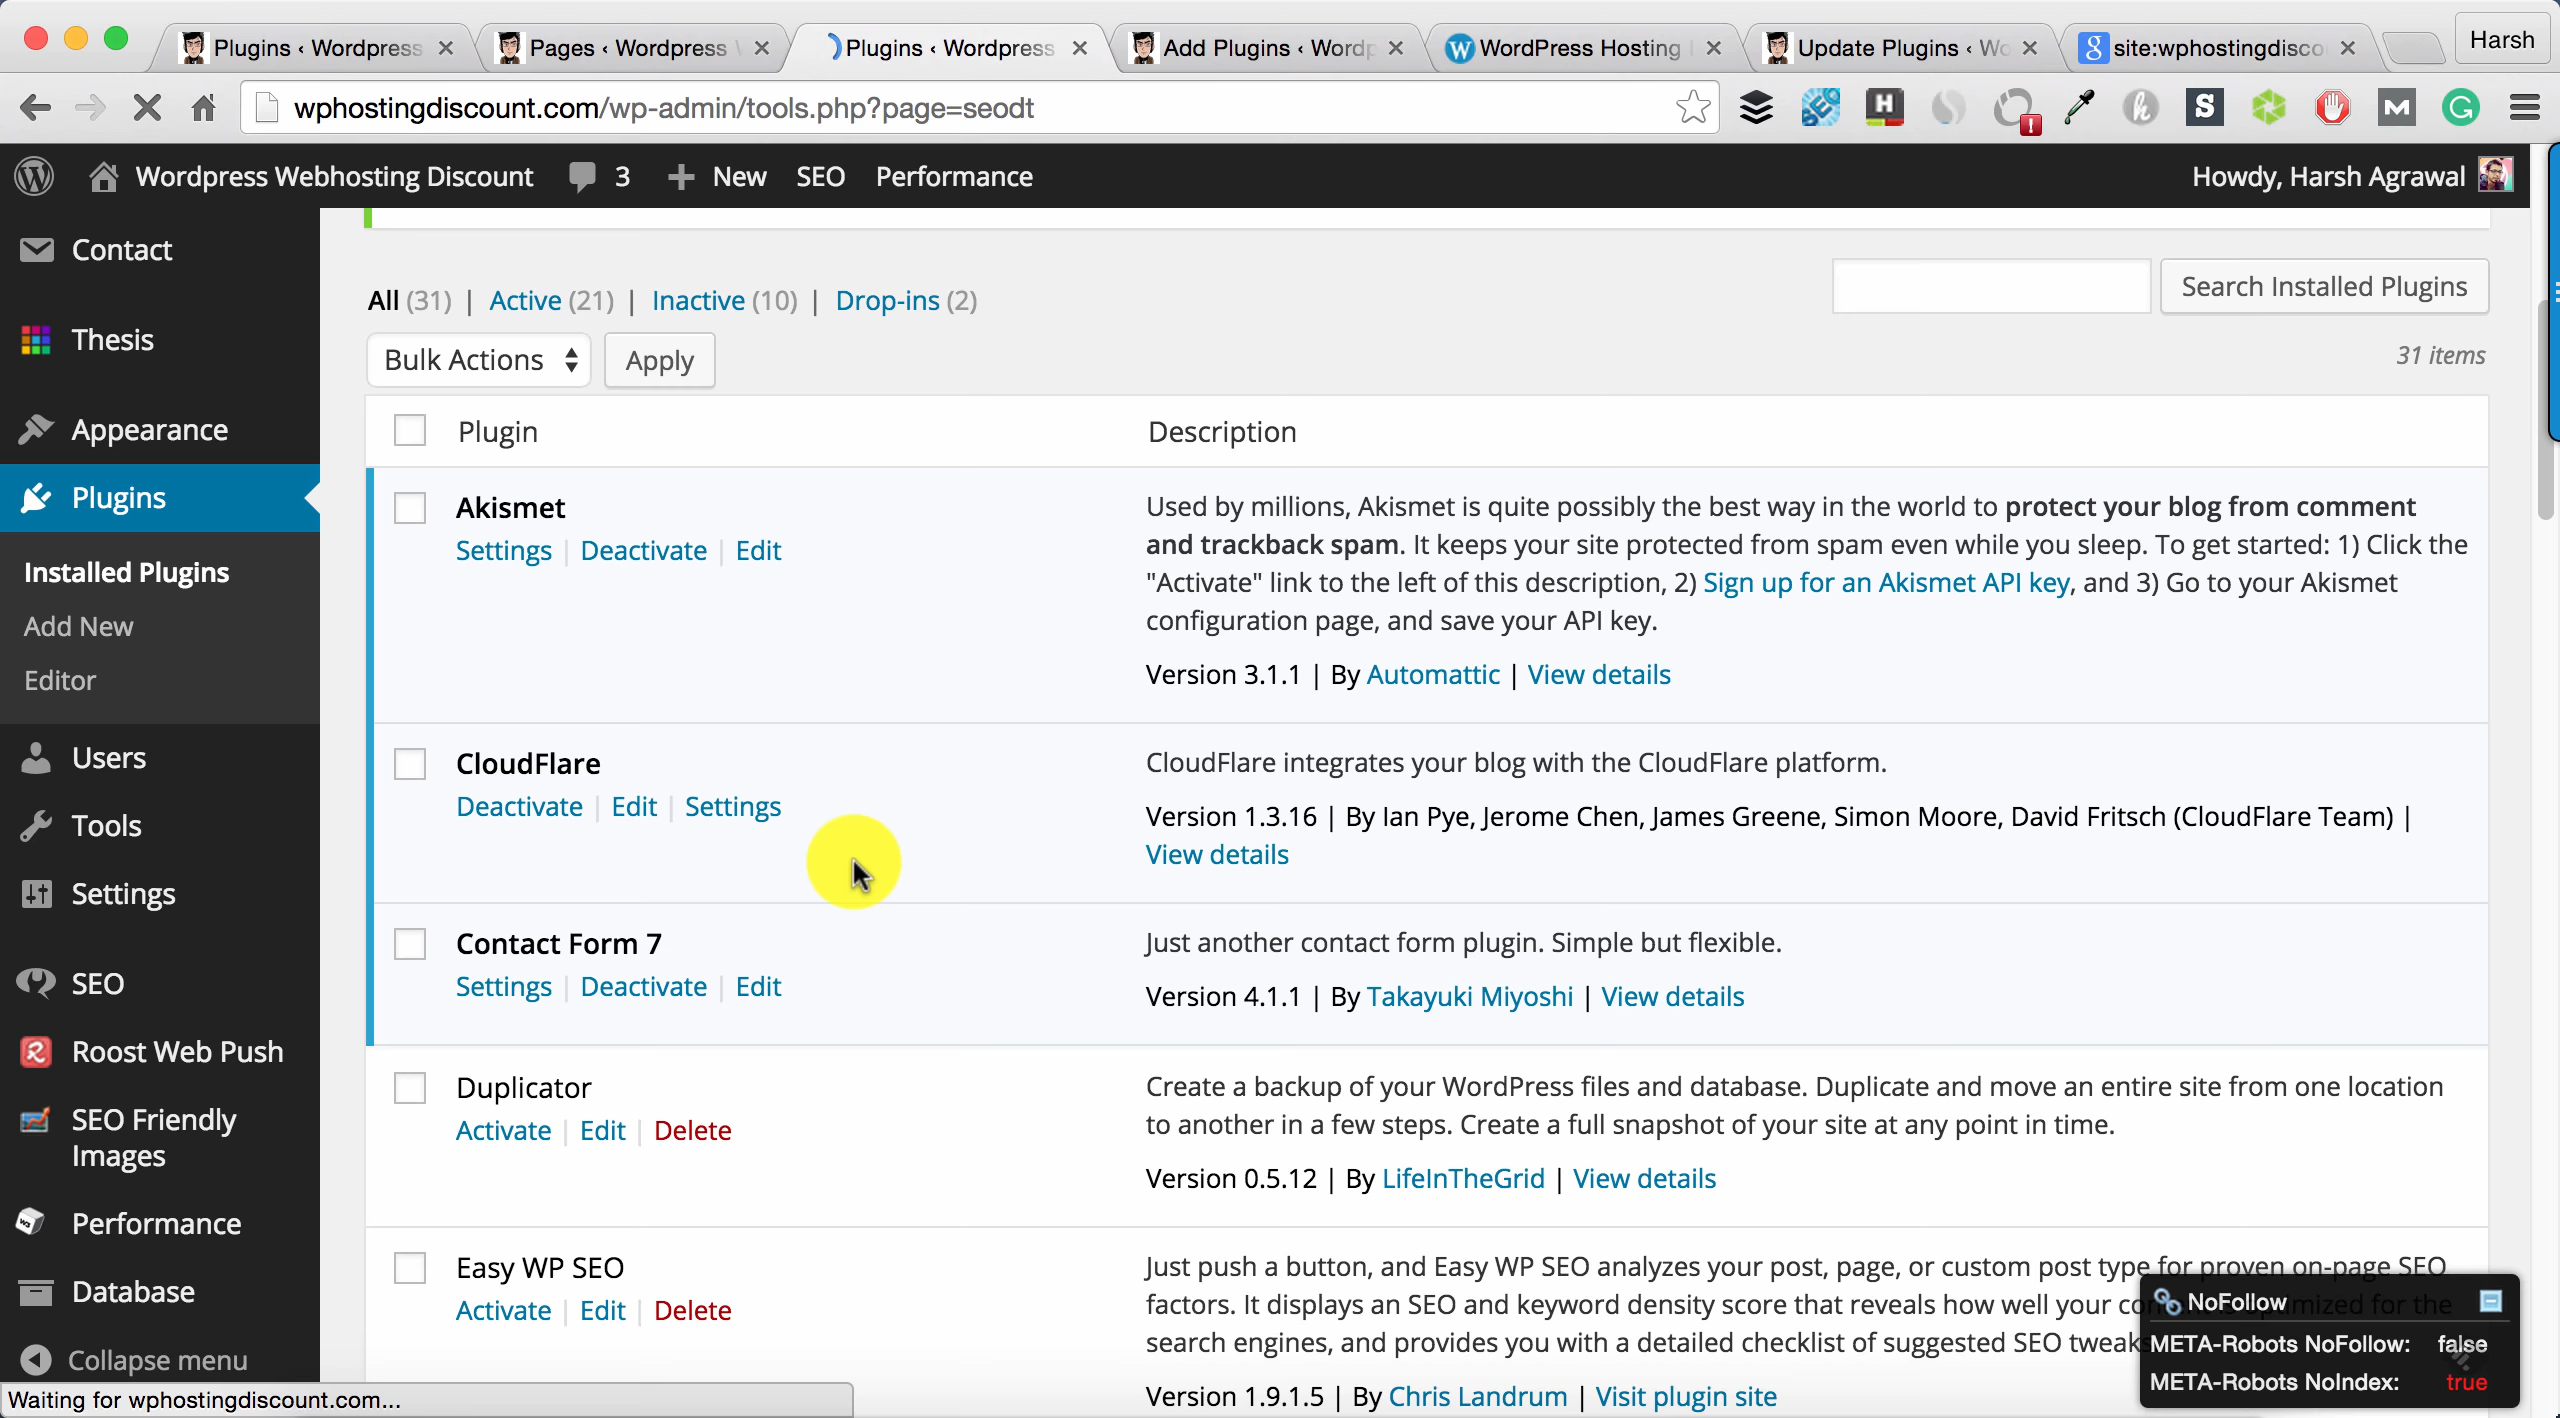 Plugins ‹ Wordpress
Pages ‹ Wordpress
Plugins ‹ Wordpress
Add Plugins ‹ Wordp
WordPress Hosting
Update Plugins ‹ Wo
site:wphostingdisco
Harsh
wphostingdiscount.com/wp-admin/tools.php?page=seodt
Wordpress Webhosting Discount 3 New SEO Performance
Howdy, Harsh Agrawal
Contact
Thesis
Appearance
Plugins
Installed Plugins
Add New
Editor
Users
Tools
Settings
SEO
Roost Web Push
SEO Friendly
Images
Performance
Database
Collapse menu
All (31) | Active (21) | Inactive (10) | Drop-ins (2)
Search Installed Plugins
Bulk Actions
Apply
31 items
Plugin
Description
Akismet
Settings | Deactivate | Edit
Used by millions, Akismet is quite possibly the best way in the world to protect your blog from comment
and trackback spam. It keeps your site protected from spam even while you sleep. To get started: 1) Click the
"Activate" link to the left of this description, 2) Sign up for an Akismet API key, and 3) Go to your Akismet
configuration page, and save your API key.
Version 3.1.1 | By Automattic | View details
CloudFlare
Deactivate | Edit | Settings
CloudFlare integrates your blog with the CloudFlare platform.
Version 1.3.16 | By Ian Pye, Jerome Chen, James Greene, Simon Moore, David Fritsch (CloudFlare Team) |
View details
Contact Form 7
Settings | Deactivate | Edit
Just another contact form plugin. Simple but flexible.
Version 4.1.1 | By Takayuki Miyoshi | View details
Duplicator
Activate | Edit | Delete
Create a backup of your WordPress files and database. Duplicate and move an entire site from one location
to another in a few steps. Create a full snapshot of your site at any point in time.
Version 0.5.12 | By LifeInTheGrid | View details
Easy WP SEO
Activate | Edit | Delete
Just push a button, and Easy WP SEO analyzes your post, page, or custom post type for proven on-page SEO
factors. It displays an SEO and keyword density score that reveals how well your optimized for the
search engines, and provides you with a detailed checklist of suggested SEO tweaks
Version 1.9.1.5 | By Chris Landrum | Visit plugin site
NoFollow
META-Robots NoFollow: false
META-Robots NoIndex: true
Waiting for wphostingdiscount.com...